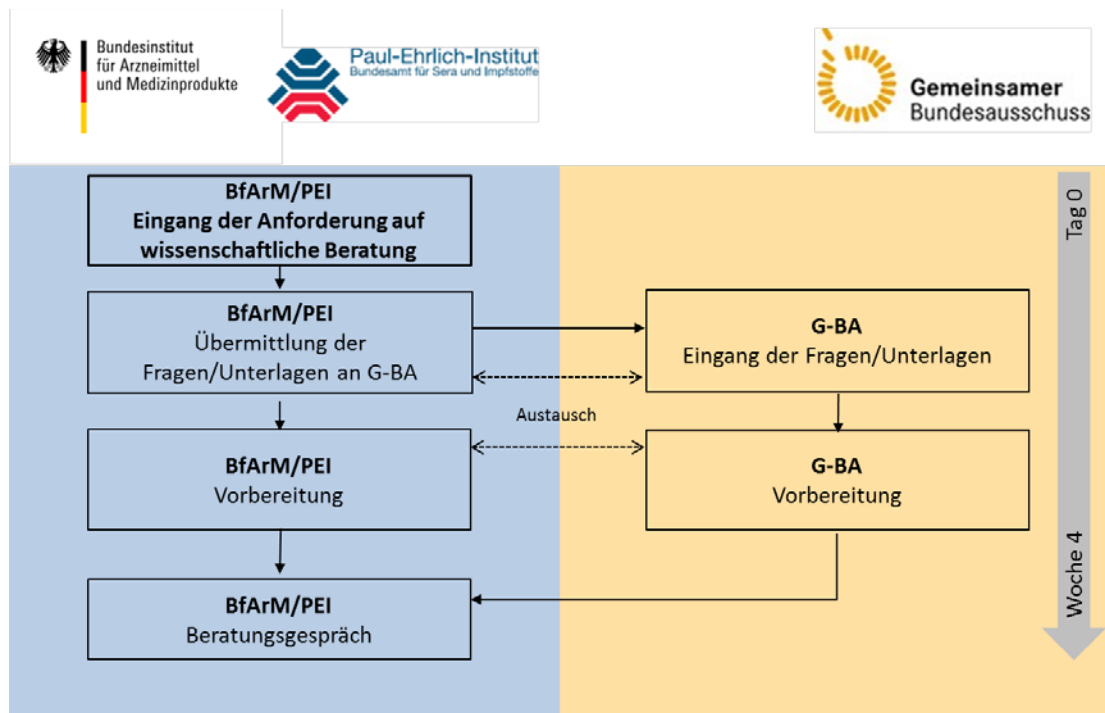 Bundesinstitut
für Arzneimittel
und Medizinprodukte
Paul-Ehrlich-Institut
Bundesamt für Sera und Impfstoffe
Gemeinsamer
Bundesausschuss
BfArM/PEI
Eingang der Anforderung auf
wissenschaftliche Beratung
Tag 0
BfArM/PEI
Übermittlung der
Fragen/Unterlagen an G-BA
G-BA
Eingang der Fragen/Unterlagen
Austausch
BfArM/PEI
Vorbereitung
G-BA
Vorbereitung
Woche 4
BfArM/PEI
Beratungsgespräch